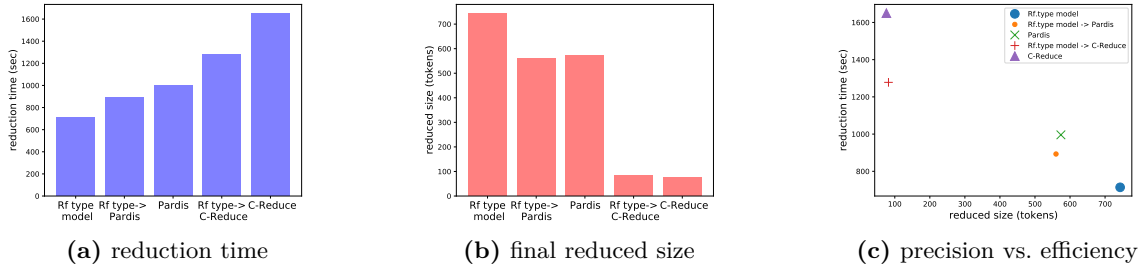 reduction time (sec)
1600
1400
1200
1000
800
600
400
200
0
Rf type
model
Rf type->
Pardis
Pardis
Rf type->
C-Reduce
C-Reduce
(a) reduction time
reduced size (tokens)
700
600
500
400
300
200
100
0
Rf type
model
Rf type->
Pardis
Pardis
Rf type->
C-Reduce
C-Reduce
(b) final reduced size
reduction time (sec)
1600
1400
1200
1000
800
Rf.type model
Rf.type model -> Pardis
Pardis
Rf.type model -> C-Reduce
C-Reduce
100
200
300
400
500
600
700
reduced size (tokens)
(c) precision vs. efficiency